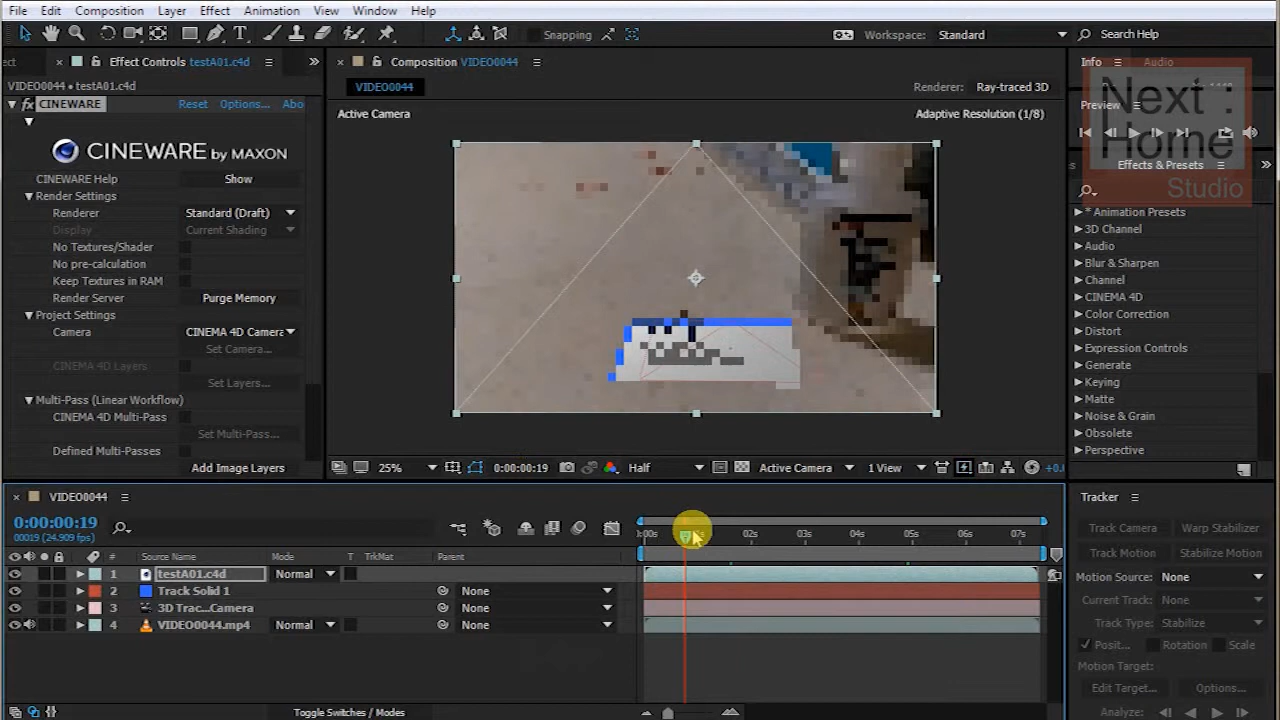 File Edit Composition Layer Effect Animation View Window Help
Snapping
Workspace: Standard
Search Help
Effect Controls testA01.c4d
VIDEO0044 • testA01.c4d
fx CINEWARE Reset Options... Abo
CINEWARE BY MAXON
CINEWARE Help Show
Render Settings
Renderer Standard (Draft)
Display Current Shading
No Textures/Shader
No pre-calculation
Keep Textures in RAM
Render Server Purge Memory
Project Settings
Camera CINEMA 4D Camera
Set Camera...
CINEMA 4D Layers
Set Layers...
Multi-Pass (Linear Workflow)
CINEMA 4D Multi-Pass
Set Multi-Pass...
Defined Multi-Passes
Add Image Layers
Composition VIDEO0044
VIDEO0044
Renderer: Ray-traced 3D
Active Camera
Adaptive Resolution (1/8)
25% 0:00:00:19 Half Active Camera 1 View +0.
Info Audio
Preview
Next :
Home
Studio
Effects & Presets
* Animation Presets
3D Channel
Audio
Blur & Sharpen
Channel
CINEMA 4D
Color Correction
Distort
Expression Controls
Generate
Keying
Matte
Noise & Grain
Obsolete
Perspective
VIDEO0044
0:00:00:19
00019 (24.909 fps)
# Source Name Mode T TrkMat Parent
1 testA01.c4d Normal
2 Track Solid 1 None
3 3D Trac...Camera None
4 VIDEO0044.mp4 Normal None
:00s 02s 03s 04s 05s 06s 07s
Toggle Switches / Modes
Tracker
Track Camera Warp Stabilizer
Track Motion Stabilize Motion
Motion Source: None
Current Track: None
Track Type: Stabilize
Posit... Rotation Scale
Motion Target:
Edit Target... Options...
Analyze: